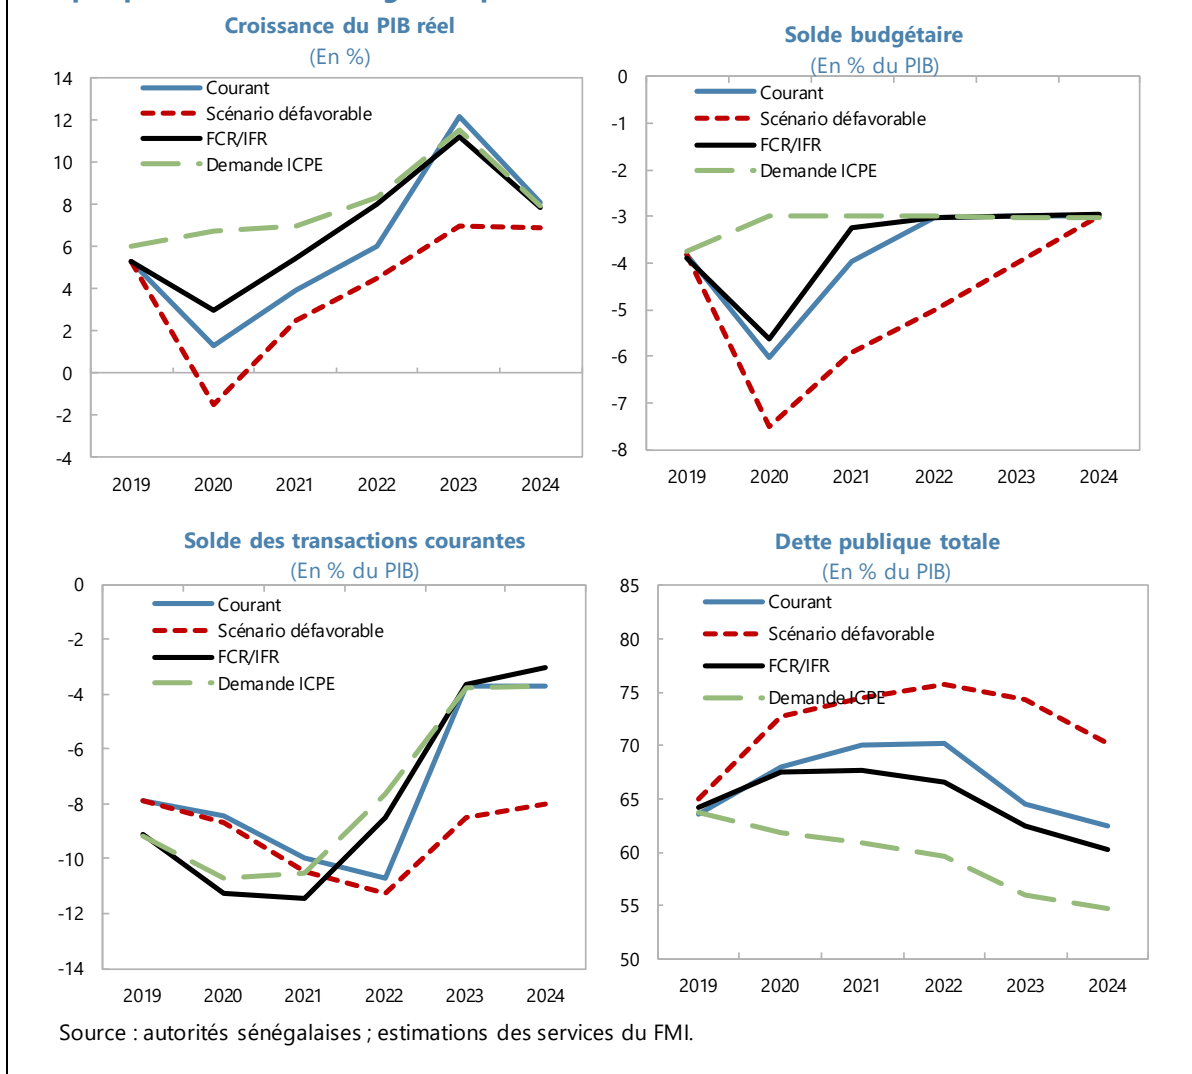 Croissance du PIB réel
(En %)
14
12
10
8
6
4
2
0
-2
-4
Courant
Scénario défavorable
FCR/IFR
Demande ICPE
2019 2020 2021 2022 2023 2024
Solde budgétaire
(En % du PIB)
0
-1
-2
-3
-4
-5
-6
-7
-8
Courant
Scénario défavorable
FCR/IFR
Demande ICPE
2019 2020 2021 2022 2023 2024
Solde des transactions courantes
(En % du PIB)
0
-2
-4
-6
-8
-10
-12
-14
Courant
Scénario défavorable
FCR/IFR
Demande ICPE
2019 2020 2021 2022 2023 2024
Dette publique totale
(En % du PIB)
85
80
75
70
65
60
55
50
Courant
Scénario défavorable
FCR/IFR
Demande ICPE
2019 2020 2021 2022 2023 2024
Source : autorités sénégalaises ; estimations des services du FMI.